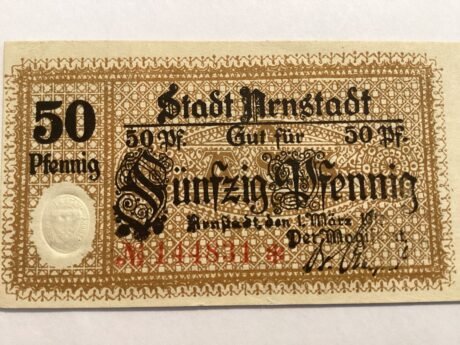 50
Pfennig
Stadt Arnstadt
50 Pf. Gut für 50 Pf.
Fünfzig Pfennig
Arnstadt, den 1. März
Der Mag
№ 144831 *